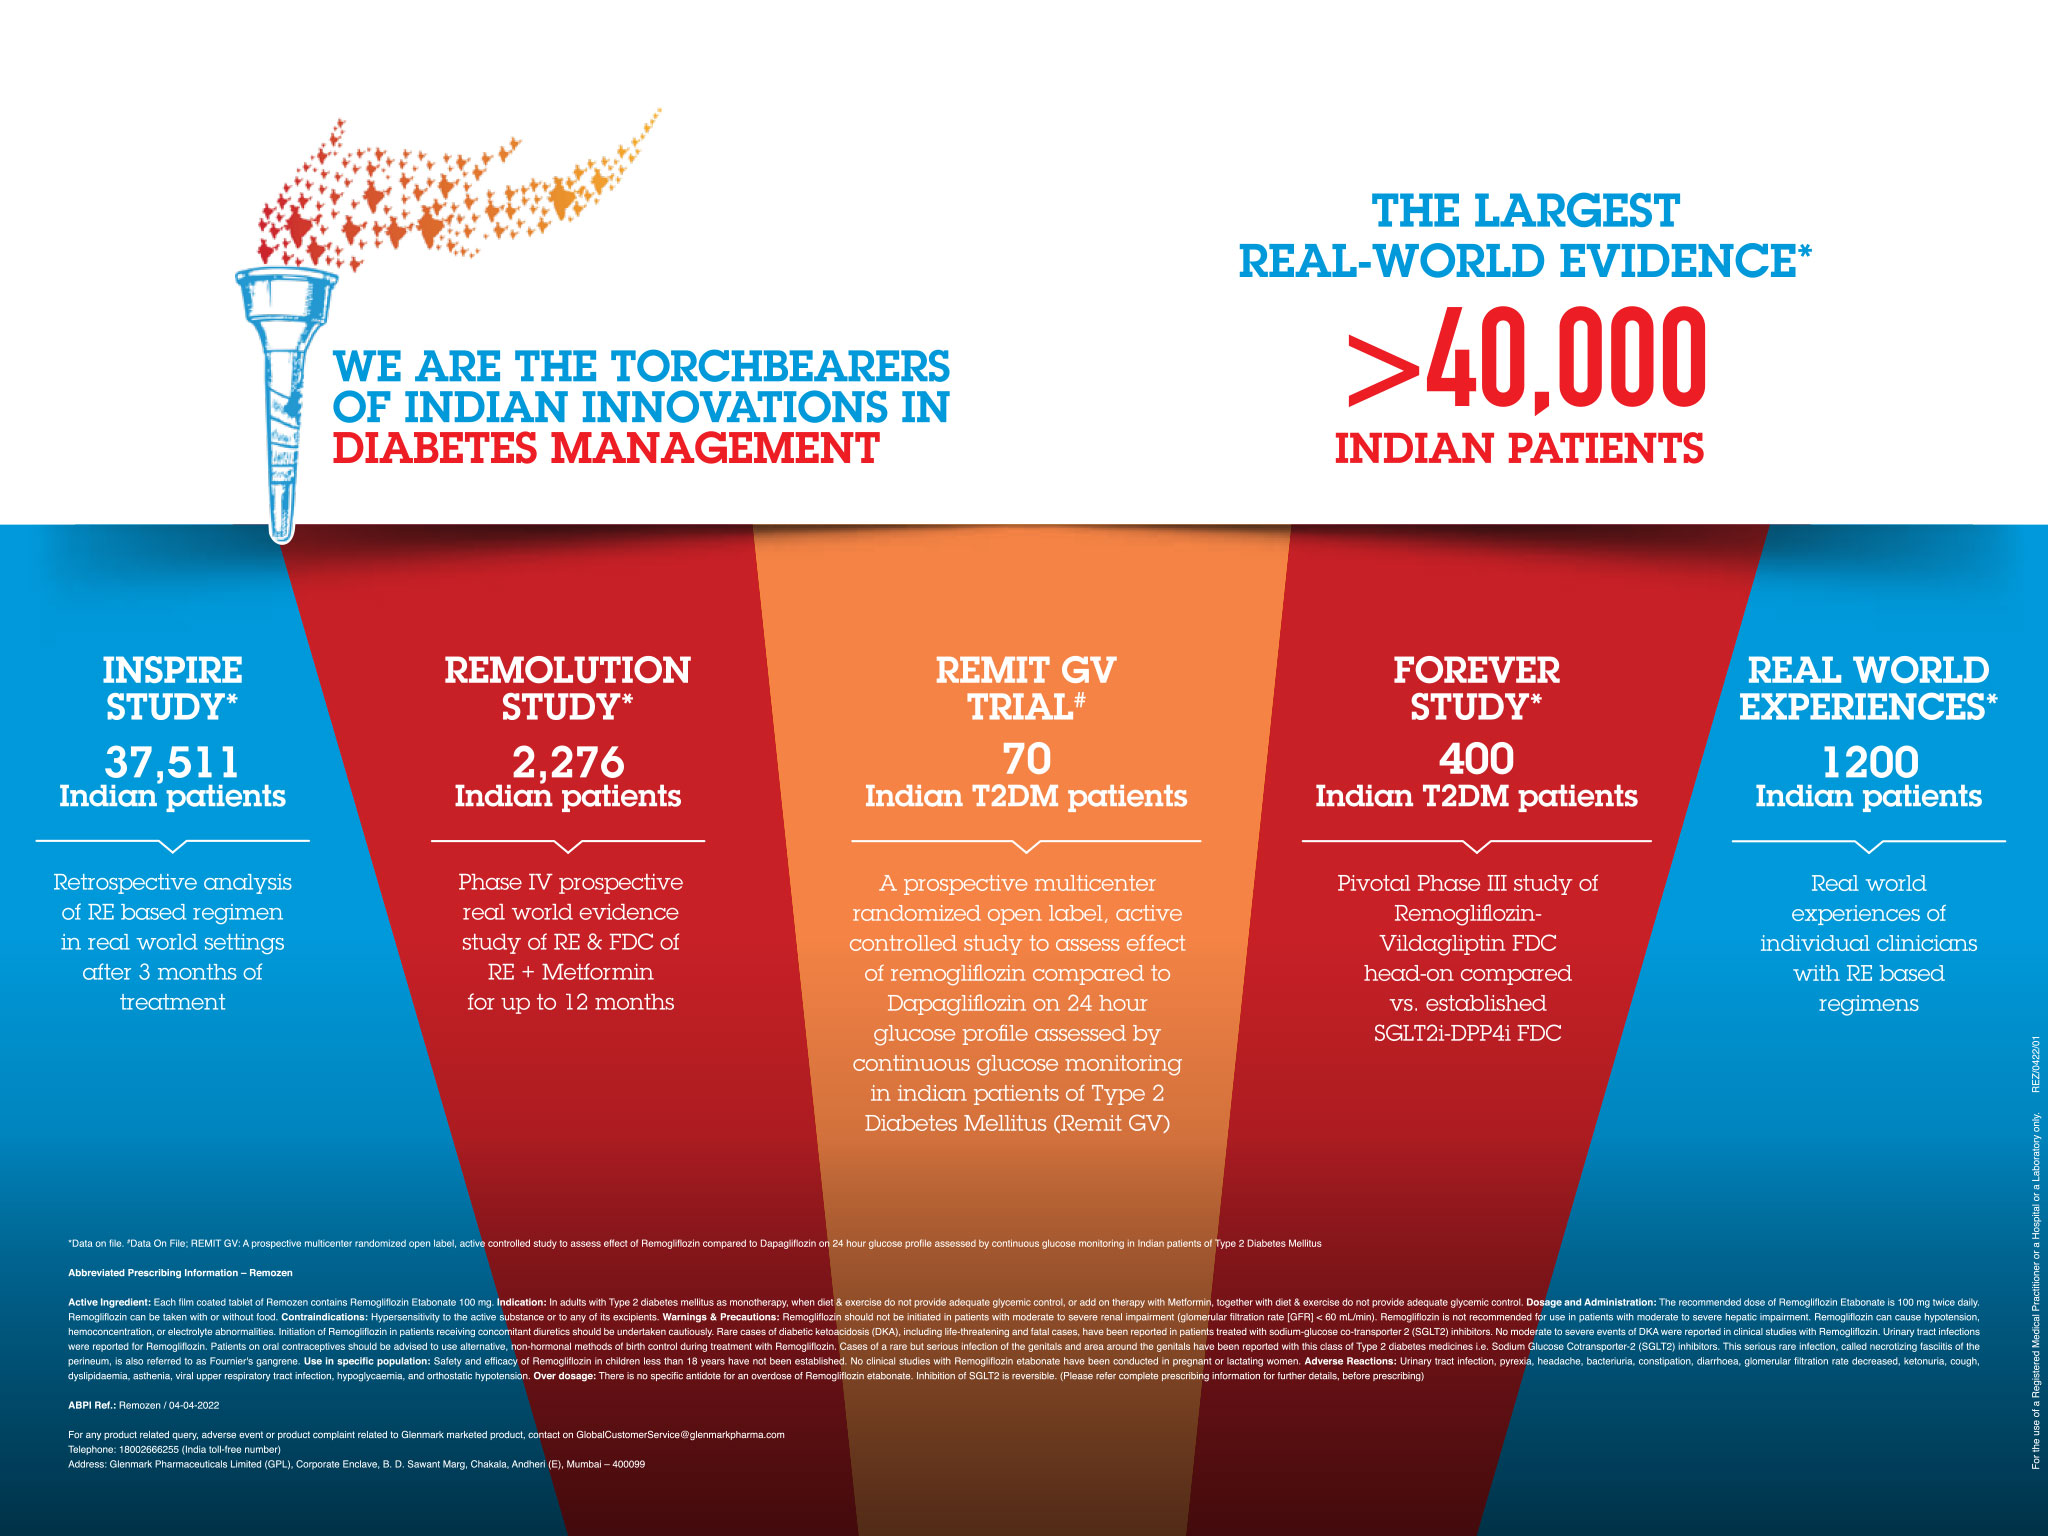 WE ARE THE TORCHBEARERS
OF INDIAN INNOVATIONS IN
DIABETES MANAGEMENT
THE LARGEST
REAL-WORLD EVIDENCE*
>40,000
INDIAN PATIENTS
INSPIRE
STUDY*
37,511
Indian patients
Retrospective analysis
of RE based regimen
in real world settings
after 3 months of
treatment
REMOLUTION
STUDY*
2,276
Indian patients
Phase IV prospective
real world evidence
study of RE & FDC of
RE + Metformin
for up to 12 months
REMIT GV
TRIAL#
70
Indian T2DM patients
A prospective multicenter
randomized open label, active
controlled study to assess effect
of remogliflozin compared to
Dapagliflozin on 24 hour
glucose profile assessed by
continuous glucose monitoring
in indian patients of Type 2
Diabetes Mellitus (Remit GV)
FOREVER
STUDY*
400
Indian T2DM patients
Pivotal Phase III study of
Remogliflozin-
Vildagliptin FDC
head-on compared
vs. established
SGLT2i-DPP4i FDC
REAL WORLD
EXPERIENCES*
1200
Indian patients
Real world
experiences of
individual clinicians
with RE based
regimens
*Data on file. #Data On File; REMIT GV: A prospective multicenter randomized open label, active controlled study to assess effect of Remogliflozin compared to Dapagliflozin on 24 hour glucose profile assessed by continuous glucose monitoring in Indian patients of Type 2 Diabetes Mellitus
Abbreviated Prescribing Information – Remozen
Active Ingredient: Each film coated tablet of Remozen contains Remogliflozin Etabonate 100 mg. Indication: In adults with Type 2 diabetes mellitus as monotherapy, when diet & exercise do not provide adequate glycemic control, or add on therapy with Metformin, together with diet & exercise do not provide adequate glycemic control. Dosage and Administration: The recommended dose of Remogliflozin Etabonate is 100 mg twice daily.
Remogliflozin can be taken with or without food. Contraindications: Hypersensitivity to the active substance or to any of its excipients. Warnings & Precautions: Remogliflozin should not be initiated in patients with moderate to severe renal impairment (glomerular filtration rate [GFR] < 60 mL/min). Remogliflozin is not recommended for use in patients with moderate to severe hepatic impairment. Remogliflozin can cause hypotension,
hemoconcentration, or electrolyte abnormalities. Initiation of Remogliflozin in patients receiving concomitant diuretics should be undertaken cautiously. Rare cases of diabetic ketoacidosis (DKA), including life-threatening and fatal cases, have been reported in patients treated with sodium-glucose co-transporter 2 (SGLT2) inhibitors. No moderate to severe events of DKA were reported in clinical studies with Remogliflozin. Urinary tract infections
were reported for Remogliflozin. Patients on oral contraceptives should be advised to use alternative, non-hormonal methods of birth control during treatment with Remogliflozin. Cases of a rare but serious infection of the genitals and area around the genitals have been reported with this class of Type 2 diabetes medicines i.e. Sodium Glucose Cotransporter-2 (SGLT2) inhibitors. This serious rare infection, called necrotizing fasciitis of the
perineum, is also referred to as Fournier's gangrene. Use in specific population: Safety and efficacy of Remogliflozin in children less than 18 years have not been established. No clinical studies with Remogliflozin etabonate have been conducted in pregnant or lactating women. Adverse Reactions: Urinary tract infection, pyrexia, headache, bacteriuria, constipation, diarrhoea, glomerular filtration rate decreased, ketonuria, cough,
dyslipidaemia, asthenia, viral upper respiratory tract infection, hypoglycaemia, and orthostatic hypotension. Over dosage: There is no specific antidote for an overdose of Remogliflozin etabonate. Inhibition of SGLT2 is reversible. (Please refer complete prescribing information for further details, before prescribing)
ABPI Ref.: Remozen / 04-04-2022
For any product related query, adverse event or product complaint related to Glenmark marketed product, contact on GlobalCustomerService@glenmarkpharma.com
Telephone: 18002666255 (India toll-free number)
Address: Glenmark Pharmaceuticals Limited (GPL), Corporate Enclave, B. D. Sawant Marg, Chakala, Andheri (E), Mumbai – 400099
For the use of a Registered Medical Practitioner or a Hospital or a Laboratory only. REZ/0422/01